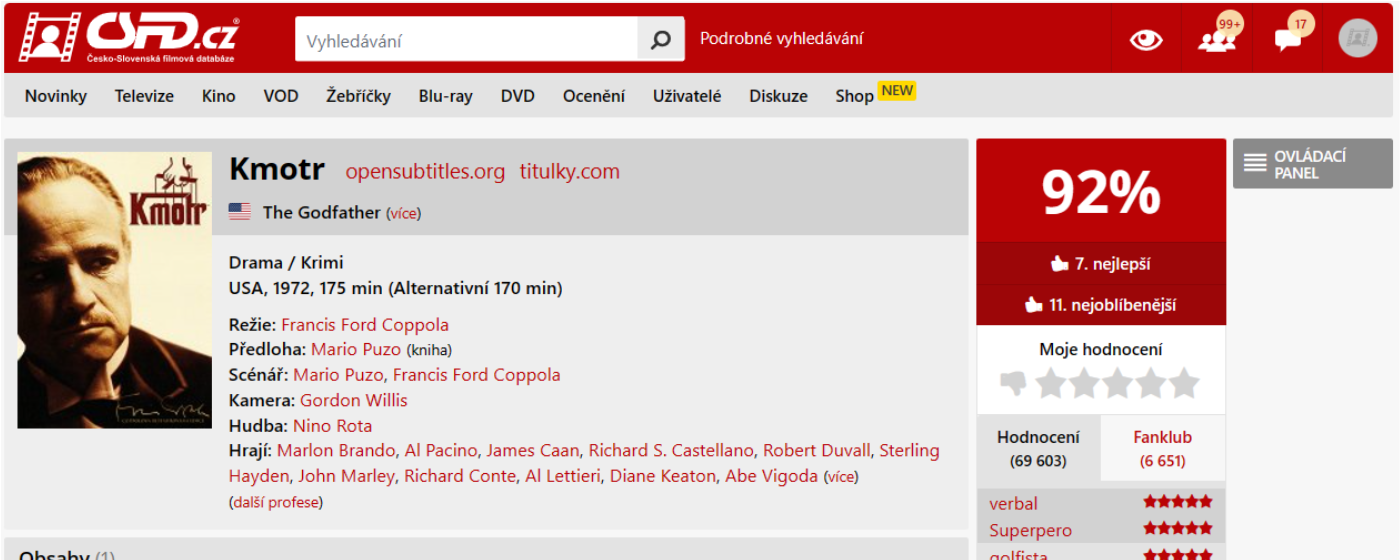 ČSFD.cz
Česko-Slovenská filmová databáze
Vyhledávání
Podrobné vyhledávání
99+
17
Novinky Televize Kino VOD Žebříčky Blu-ray DVD Ocenění Uživatelé Diskuze Shop NEW
Kmotr
Kmotr opensubtitles.org titulky.com
The Godfather (více)
Drama / Krimi
USA, 1972, 175 min (Alternativní 170 min)
Režie: Francis Ford Coppola
Předloha: Mario Puzo (kniha)
Scénář: Mario Puzo, Francis Ford Coppola
Kamera: Gordon Willis
Hudba: Nino Rota
Hrají: Marlon Brando, Al Pacino, James Caan, Richard S. Castellano, Robert Duvall, Sterling
Hayden, John Marley, Richard Conte, Al Lettieri, Diane Keaton, Abe Vigoda (více)
(další profese)
Obsahy (1)
92%
7. nejlepší
11. nejoblíbenější
Moje hodnocení
Hodnocení
(69 603)
Fanklub
(6 651)
verbal
Superpero
golfista
OVLÁDACÍ
PANEL